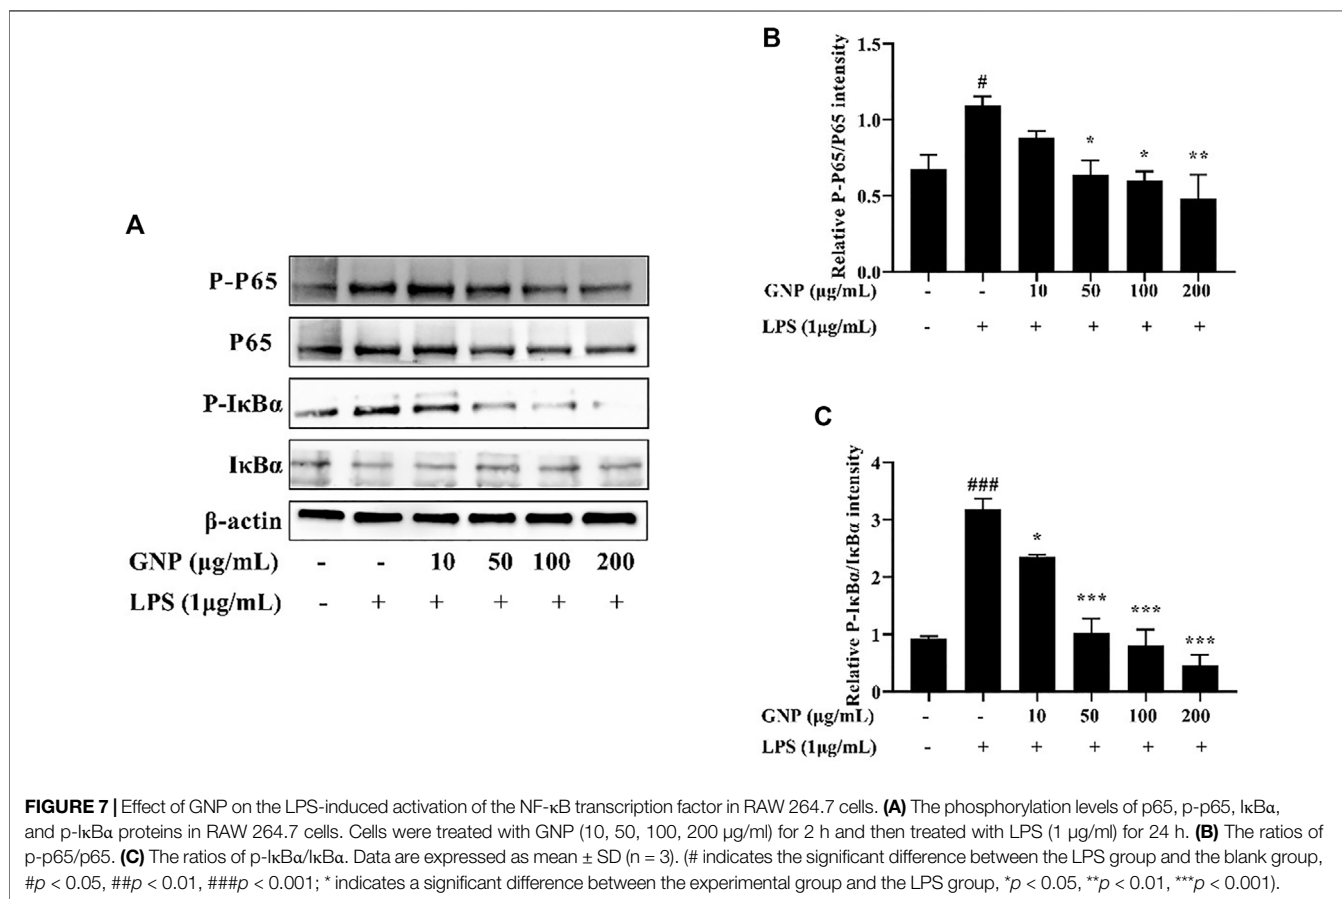 A
P-P65
P65
P-IκBα
IκBα
β-actin
GNP (μg/mL) - - 10 50 100 200
LPS (1μg/mL) - + + + + +
B
Relative P-P65/P65 intensity
1.5
1.0
0.5
0.0
#
*
*
**
GNP (μg/mL) - - 10 50 100 200
LPS (1μg/mL) - + + + + +
C
Relative P-IκBα/IκBα intensity
4
3
2
1
0
###
*
***
***
***
GNP (μg/mL) - - 10 50 100 200
LPS (1μg/mL) - + + + + +
FIGURE 7 | Effect of GNP on the LPS-induced activation of the NF-κB transcription factor in RAW 264.7 cells. (A) The phosphorylation levels of p65, p-p65, IκBα,
and p-IκBα proteins in RAW 264.7 cells. Cells were treated with GNP (10, 50, 100, 200 μg/ml) for 2 h and then treated with LPS (1 μg/ml) for 24 h. (B) The ratios of
p-p65/p65. (C) The ratios of p-IκBα/IκBα. Data are expressed as mean ± SD (n = 3). (# indicates the significant difference between the LPS group and the blank group,
#p < 0.05, ##p < 0.01, ###p < 0.001; * indicates a significant difference between the experimental group and the LPS group, *p < 0.05, **p < 0.01, ***p < 0.001).